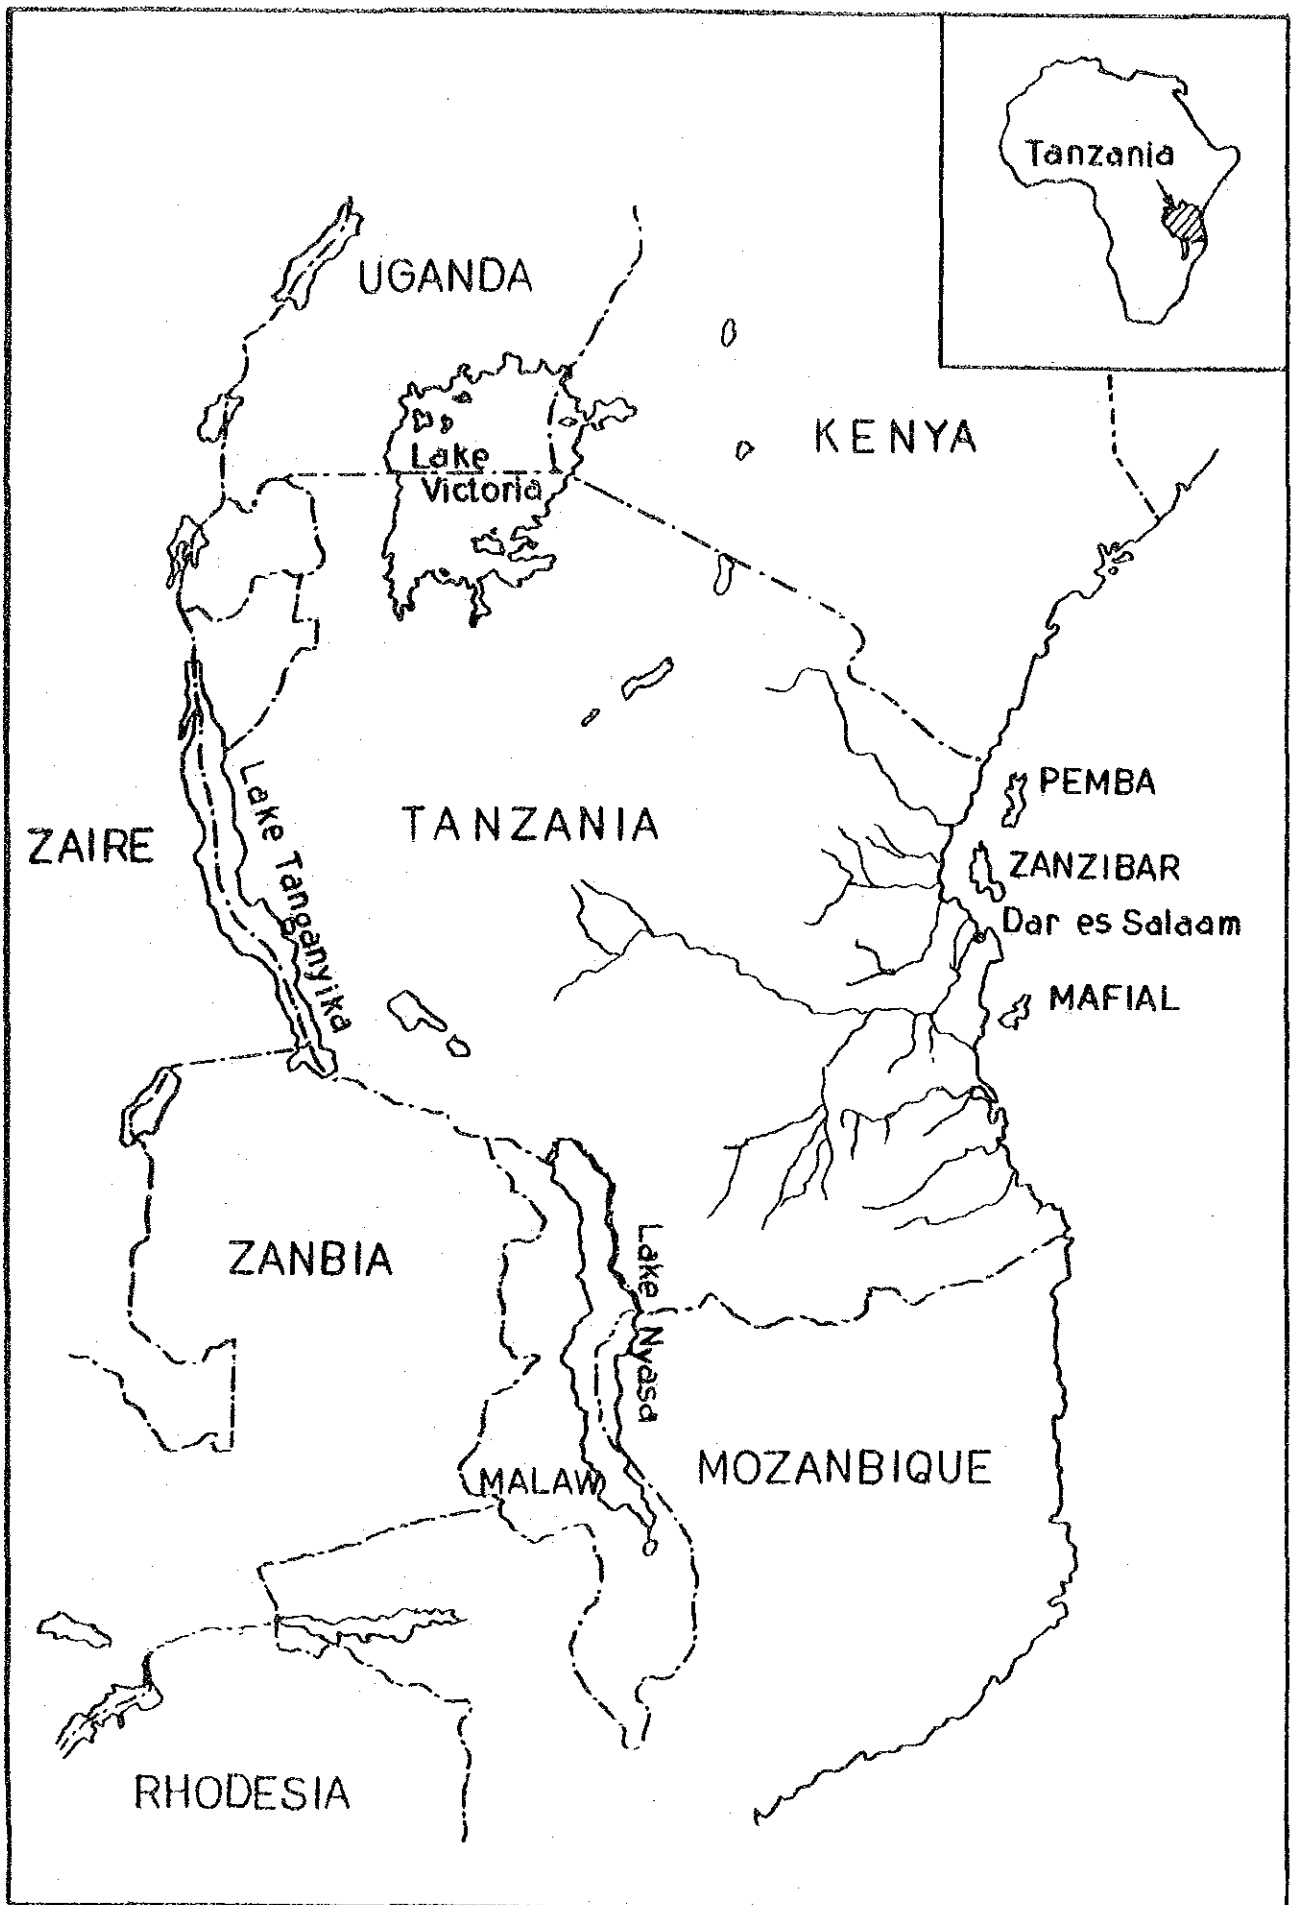 Tanzania
UGANDA
KENYA
Lake
Victoria
PEMBA
ZAIRE
Lake Tanganyika
TANZANIA
ZANZIBAR
Dar es Salaam
MAFIAL
ZANBIA
Lake Nyasa
MALAWI
MOZANBIQUE
RHODESIA